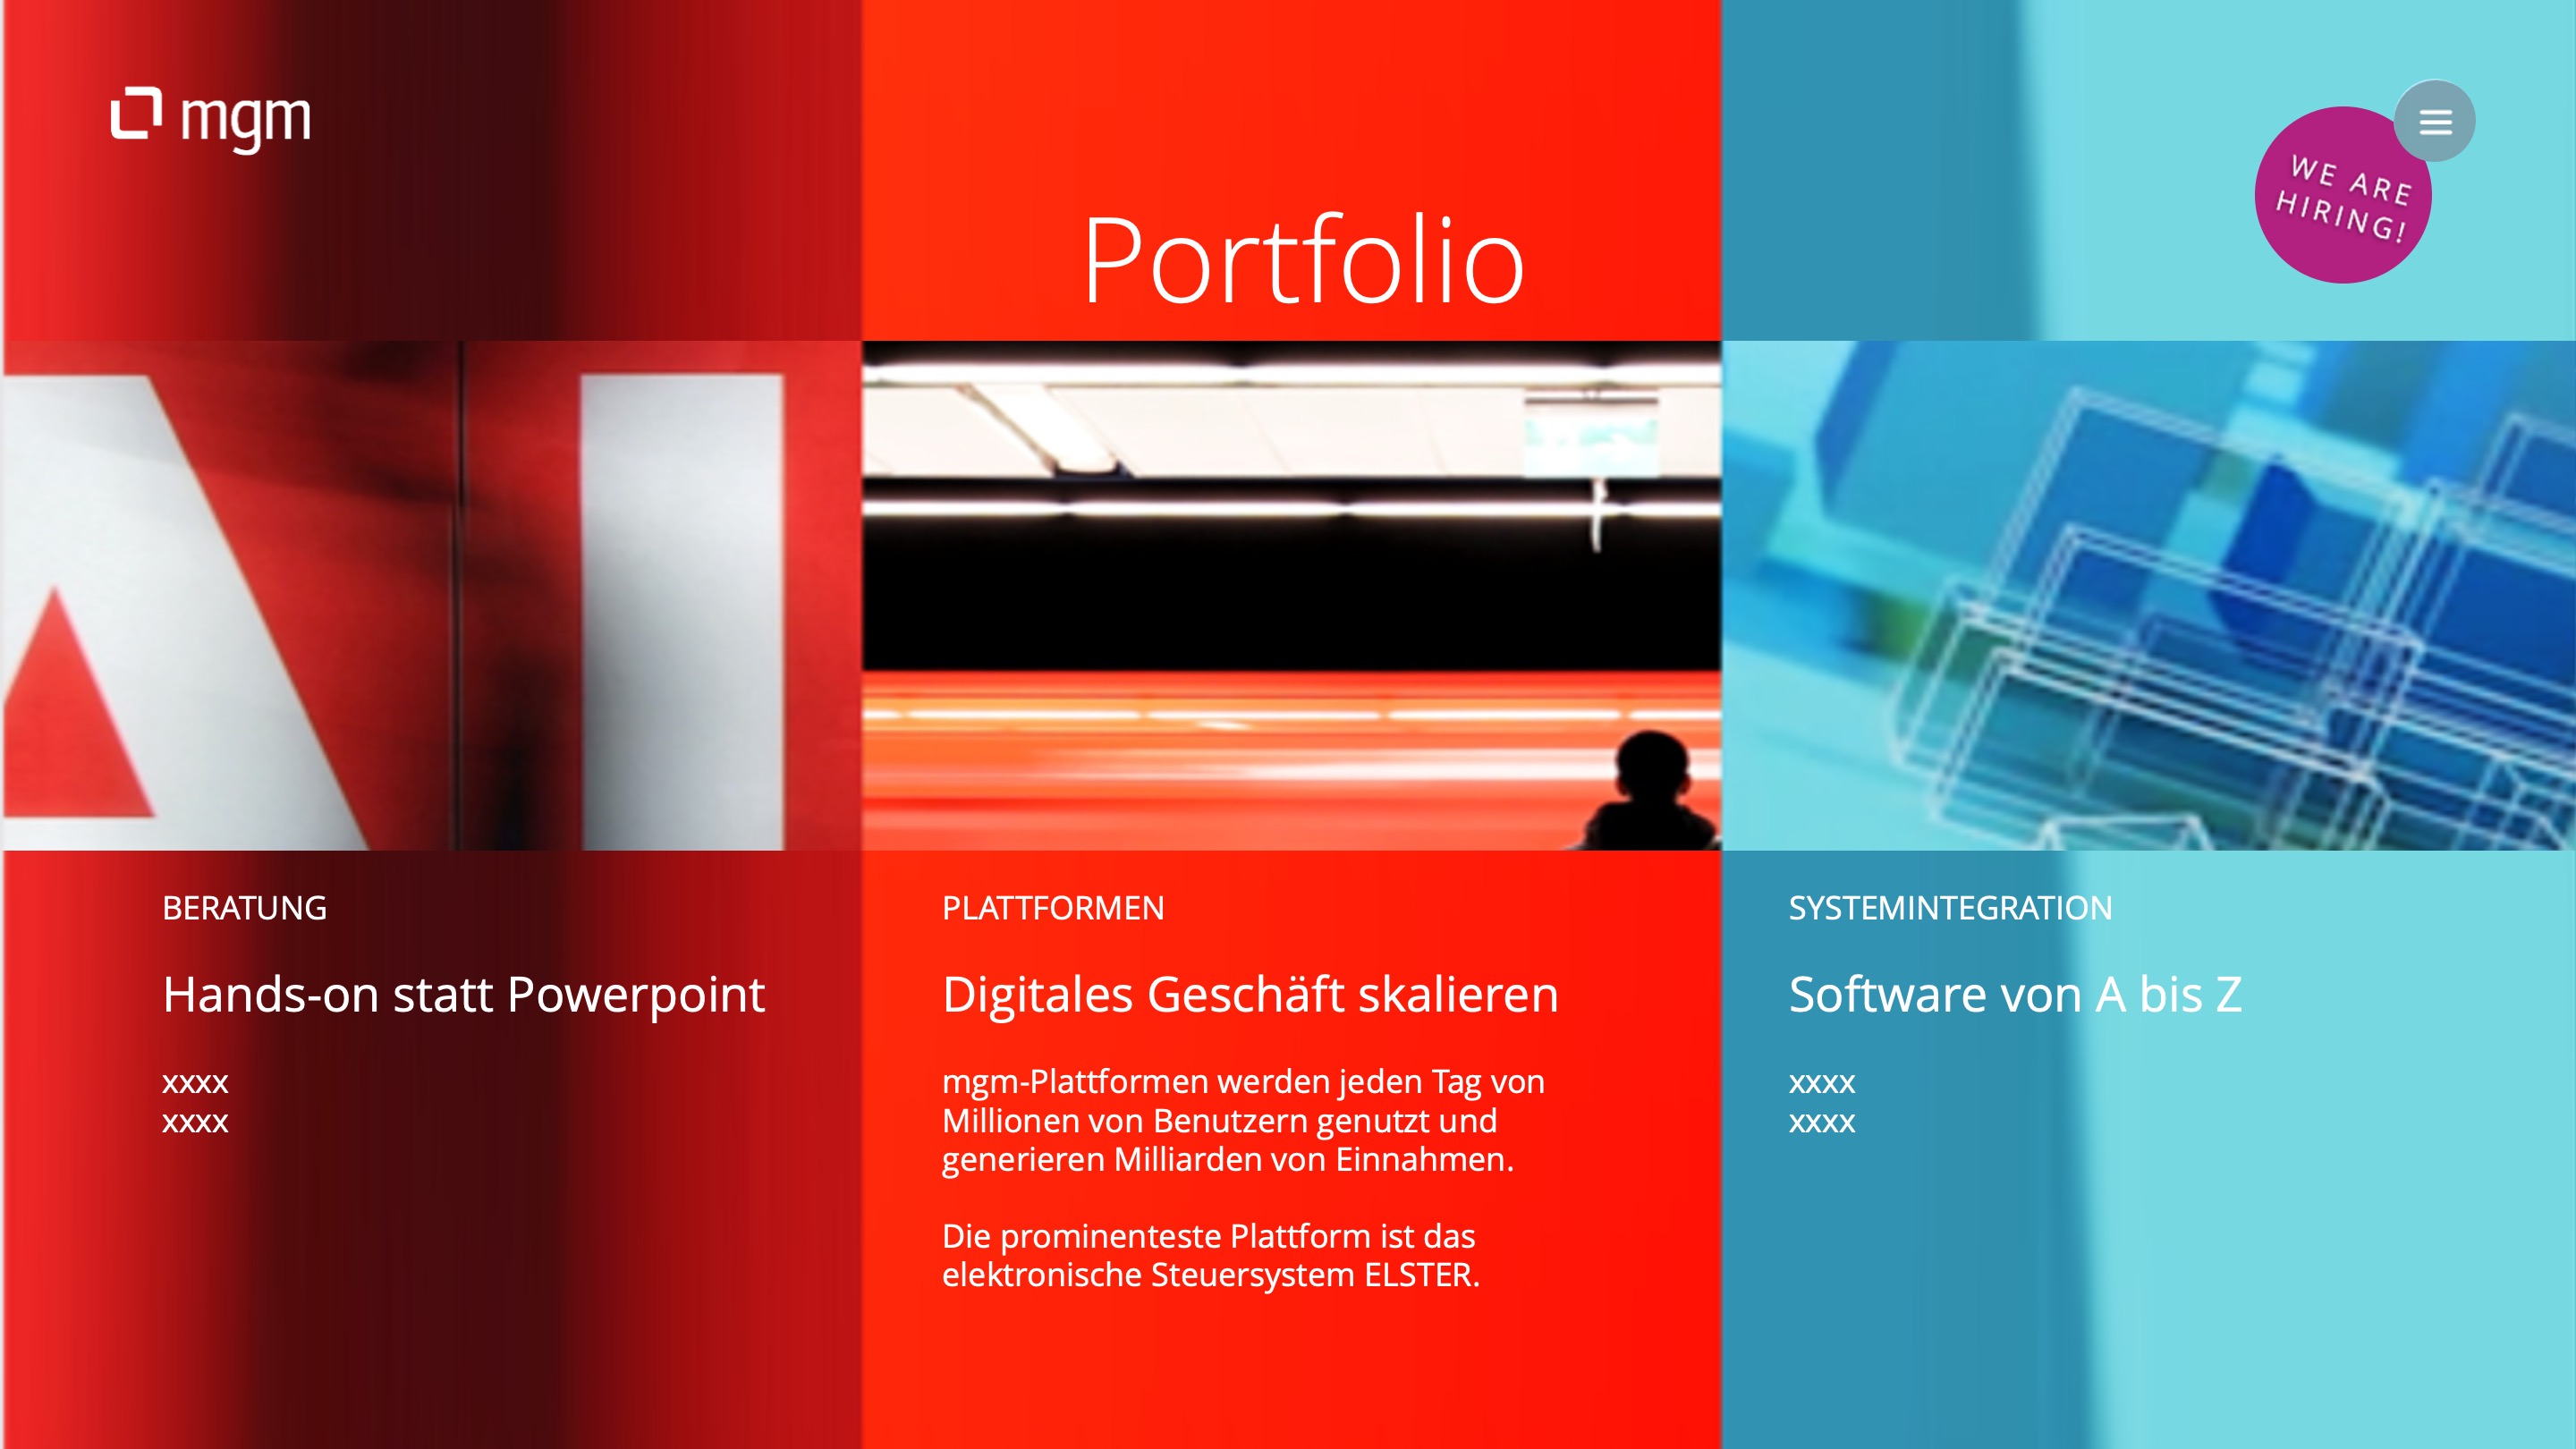 mgm
WE ARE
HIRING!
Portfolio
AI
BERATUNG
Hands-on statt Powerpoint
xxxx
xxxx
PLATTFORMEN
Digitales Geschäft skalieren
mgm-Plattformen werden jeden Tag von
Millionen von Benutzern genutzt und
generieren Milliarden von Einnahmen.
Die prominenteste Plattform ist das
elektronische Steuersystem ELSTER.
SYSTEMINTEGRATION
Software von A bis Z
xxxx
xxxx